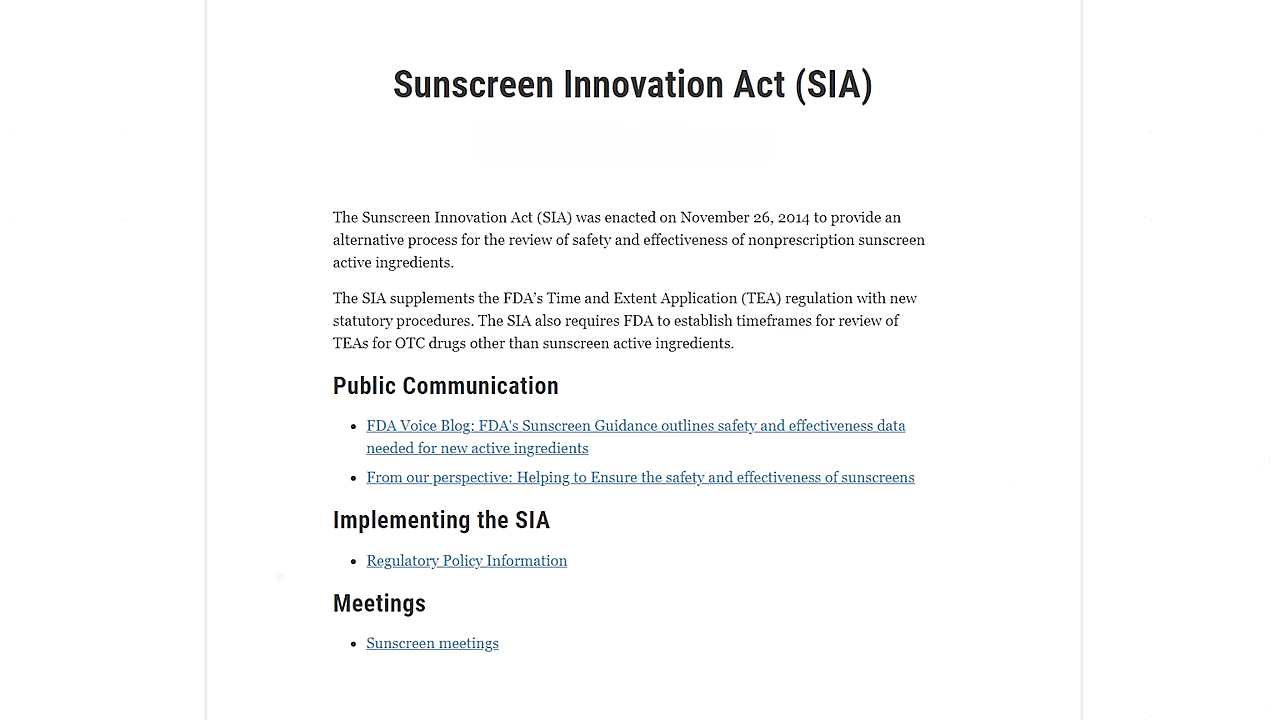 Sunscreen Innovation Act (SIA)
The Sunscreen Innovation Act (SIA) was enacted on November 26, 2014 to provide an
alternative process for the review of safety and effectiveness of nonprescription sunscreen
active ingredients.
The SIA supplements the FDA’s Time and Extent Application (TEA) regulation with new
statutory procedures. The SIA also requires FDA to establish timeframes for review of
TEAs for OTC drugs other than sunscreen active ingredients.
Public Communication
• FDA Voice Blog: FDA's Sunscreen Guidance outlines safety and effectiveness data
needed for new active ingredients
• From our perspective: Helping to Ensure the safety and effectiveness of sunscreens
Implementing the SIA
• Regulatory Policy Information
Meetings
• Sunscreen meetings